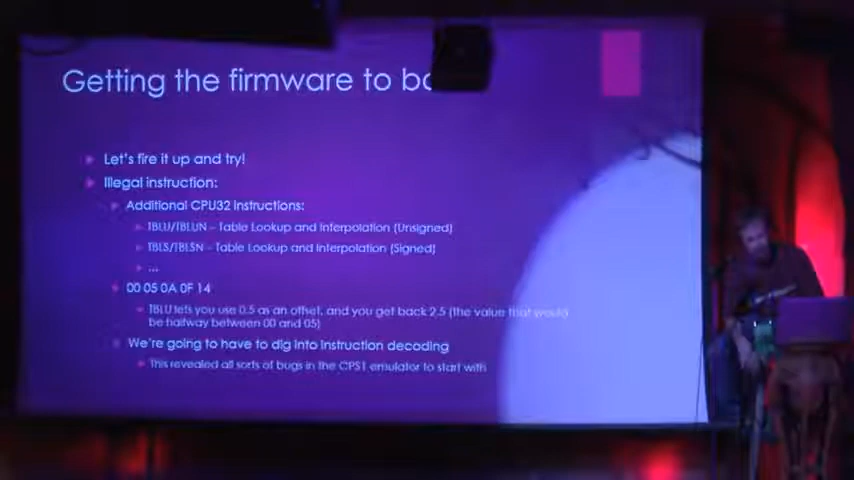 Getting the firmware to bo
Let's fire it up and try!
Illegal instruction:
Additional CPU32 instructions:
TBLU/TBLUN – Table Lookup and Interpolation (Unsigned)
TBLS/TBLSN – Table Lookup and Interpolation (Signed)
...
00 05 0A 0F 14
TBLU lets you use 0.5 as an offset, and you get back 2.5 (the value that would
be halfway between 00 and 05)
We're going to have to dig into instruction decoding
This revealed all sorts of bugs in the CPS1 emulator to start with